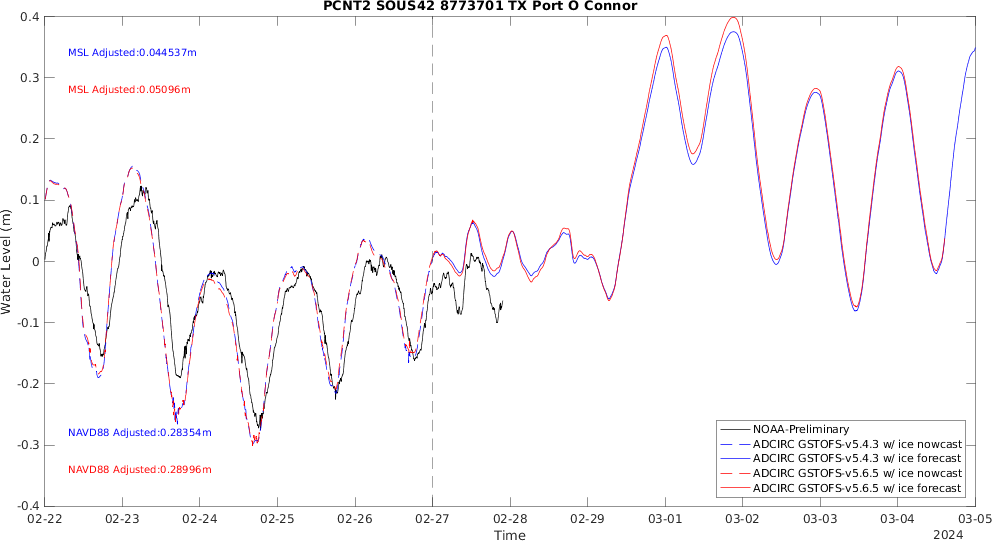 PCNT2 SOUS42 8773701 TX Port O Connor
0.4
0.3
0.2
0.1
0
-0.1
-0.2
-0.3
-0.4
Water Level (m)
MSL Adjusted:0.044537m
MSL Adjusted:0.05096m
NAVD88 Adjusted:0.28354m
NAVD88 Adjusted:0.28996m
NOAA-Preliminary
ADCIRC GSTOFS-v5.4.3 w/ ice nowcast
ADCIRC GSTOFS-v5.4.3 w/ ice forecast
ADCIRC GSTOFS-v5.6.5 w/ ice nowcast
ADCIRC GSTOFS-v5.6.5 w/ ice forecast
02-22 02-23 02-24 02-25 02-26 02-27 02-28 02-29 03-01 03-02 03-03 03-04 03-05
Time
2024